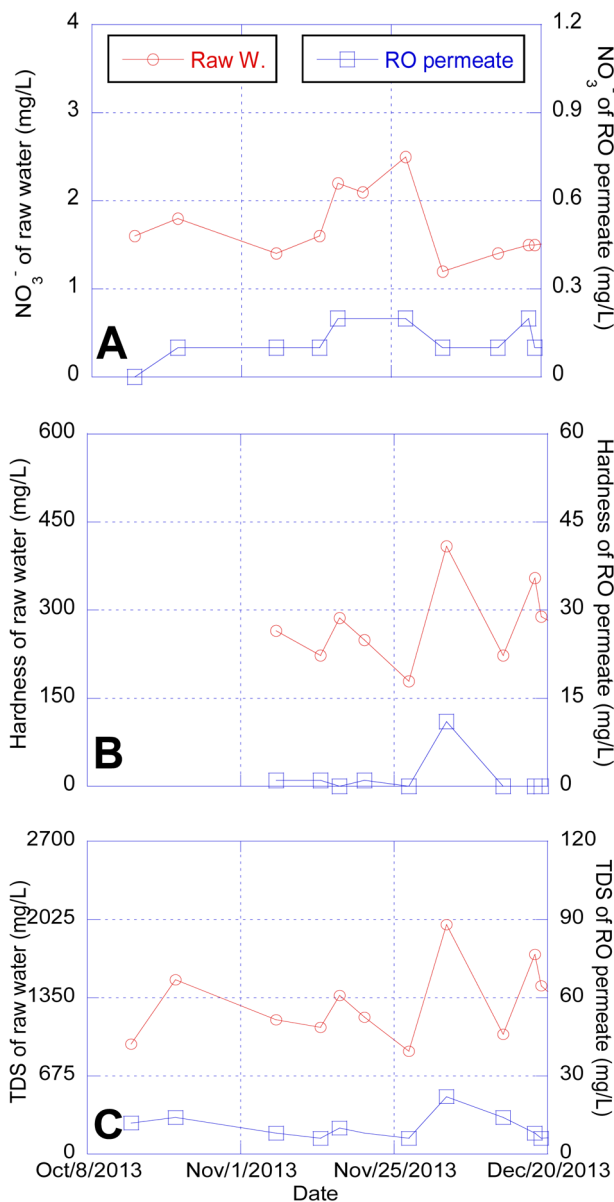 Raw W.
RO permeate
NO₃⁻ of raw water (mg/L)
4
3
2
1
0
NO₃⁻ of RO permeate (mg/L)
1.2
0.9
0.6
0.3
0
A
Hardness of raw water (mg/L)
600
450
300
150
0
Hardness of RO permeate (mg/L)
60
45
30
15
0
B
TDS of raw water (mg/L)
2700
2025
1350
675
0
TDS of RO permeate (mg/L)
120
90
60
30
0
C
Oct/8/2013
Nov/1/2013
Nov/25/2013
Dec/20/2013
Date